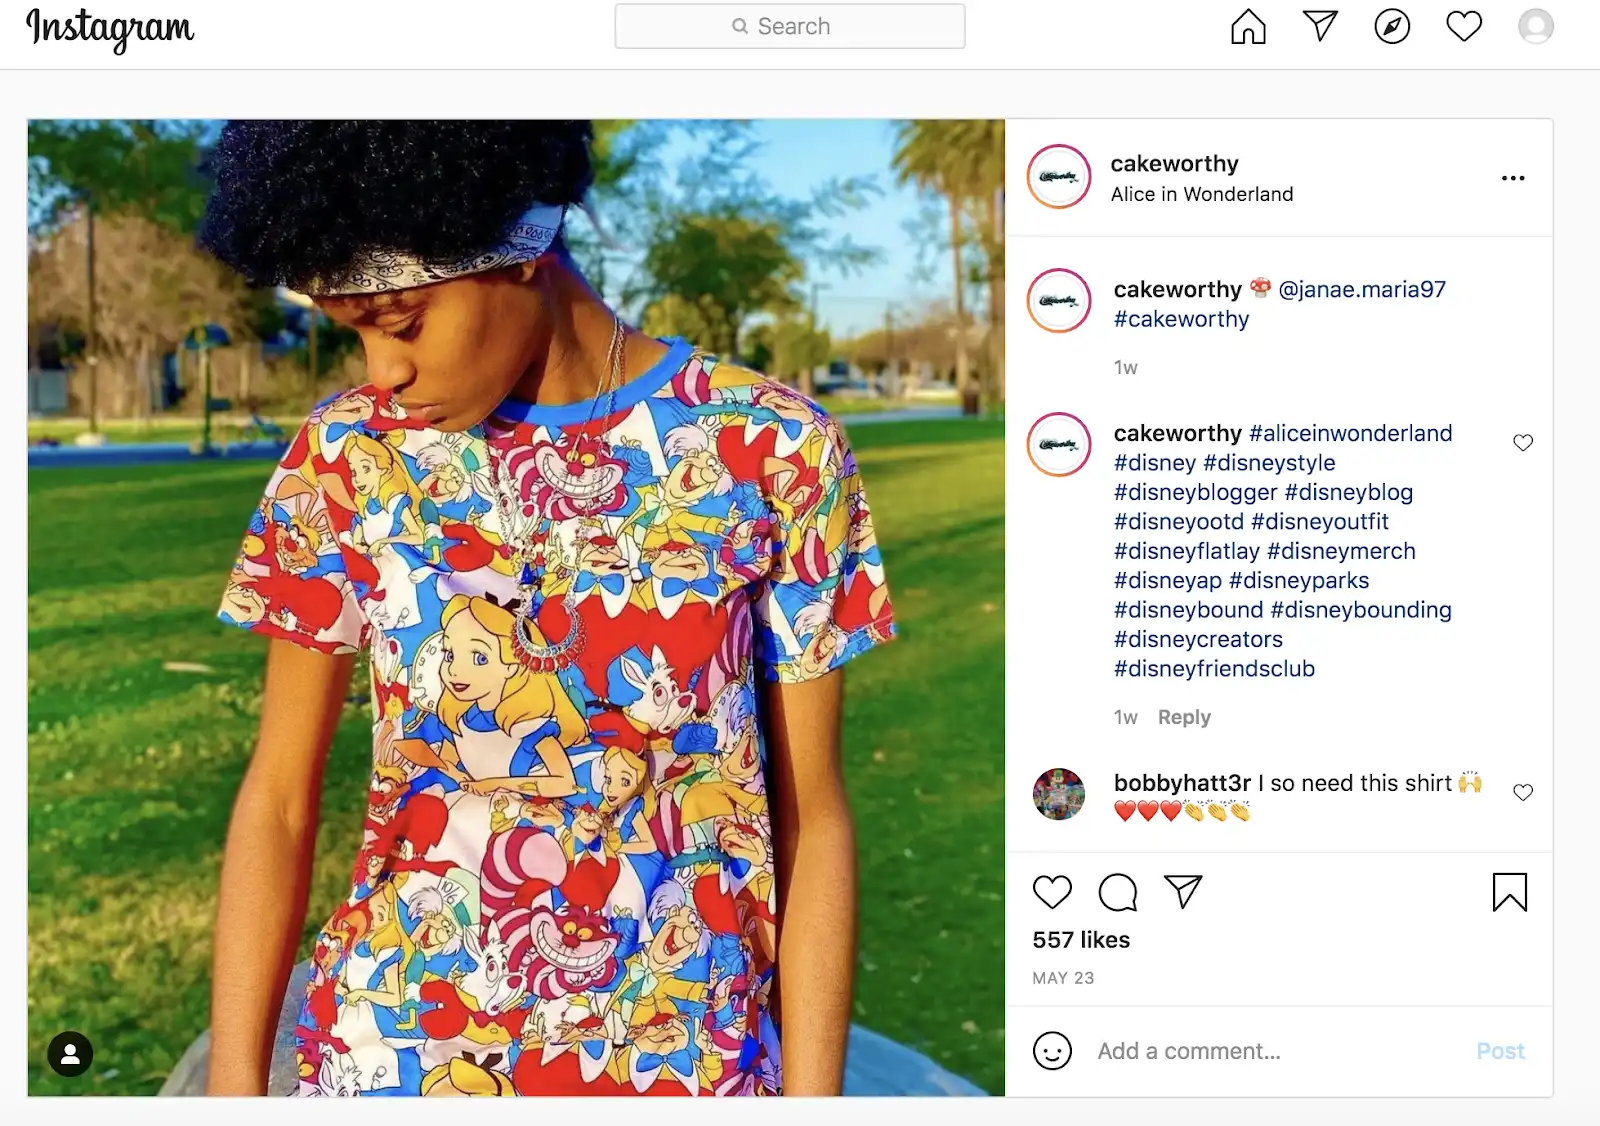 Instagram
Search
cakeworthy
Alice in Wonderland
cakeworthy 🍄 @janae.maria97
#cakeworthy
1w
cakeworthy #aliceinwonderland
#disney #disneystyle
#disneyblogger #disneyblog
#disneyootd #disneyoutfit
#disneyflatlay #disneymerch
#disneyap #disneyparks
#disneybound #disneybounding
#disneycreators
#disneyfriendsclub
1w Reply
bobbyhatt3r I so need this shirt 🙌
❤️❤️❤️👏👏👏
557 likes
MAY 23
Add a comment...
Post